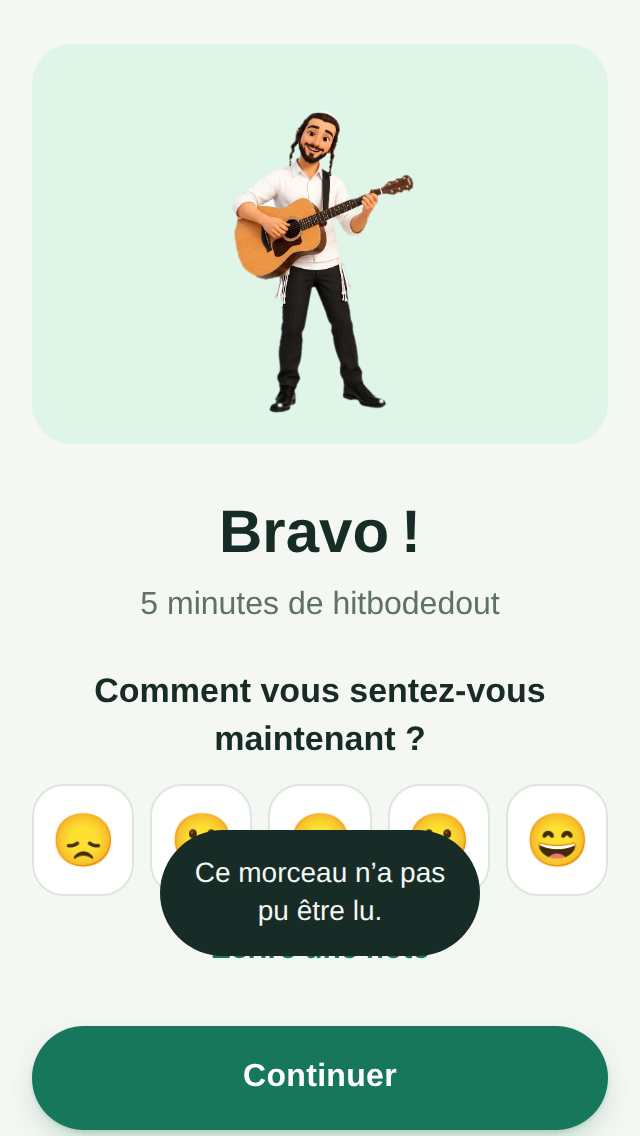 Bravo !
5 minutes de hitbodedout
Comment vous sentez-vous
maintenant ?
Ce morceau n’a pas
pu être lu.
Continuer